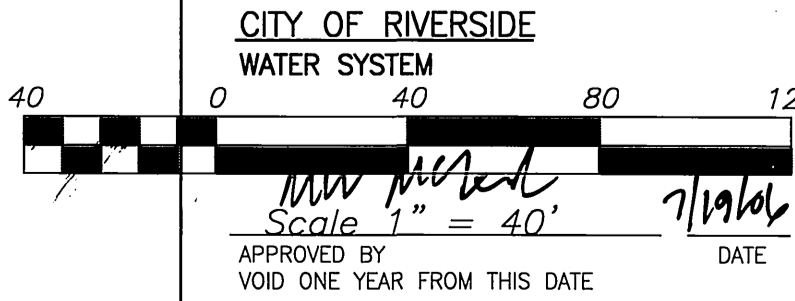 CITY OF RIVERSIDE
WATER SYSTEM
40 0 40 80 12
Scale 1" = 40'
7/19/06
APPROVED BY DATE
VOID ONE YEAR FROM THIS DATE